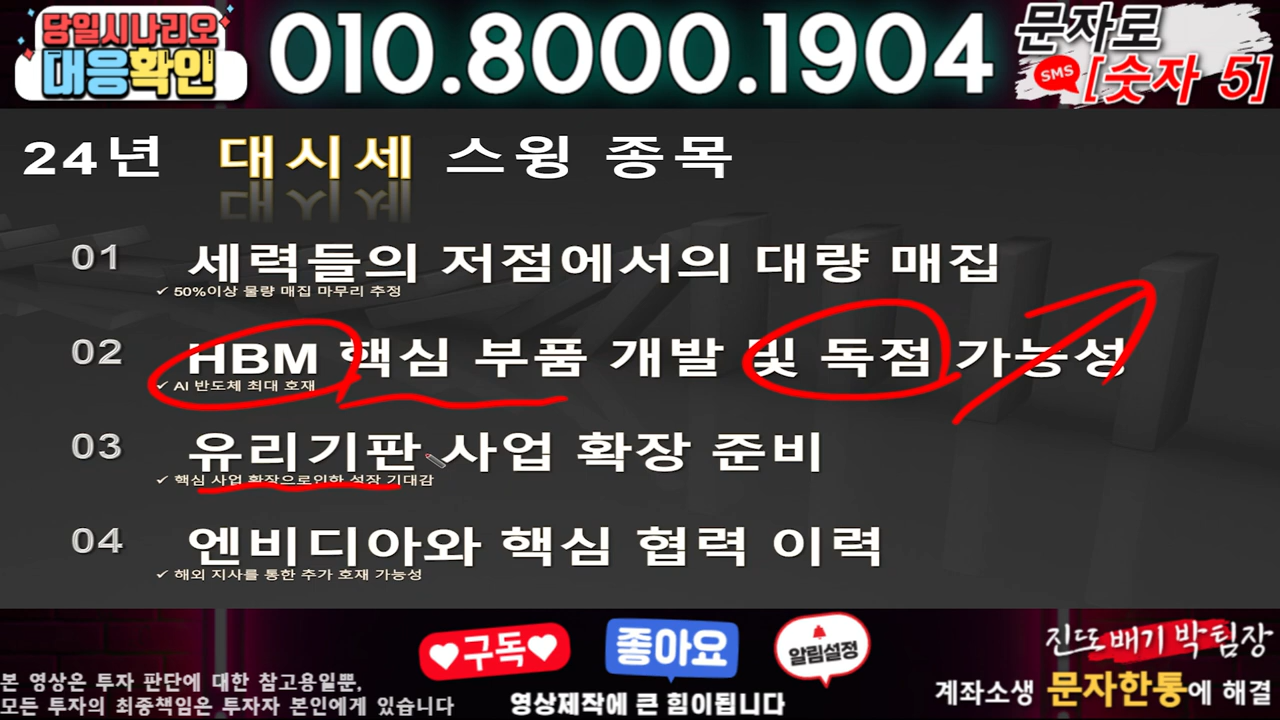 당일시나리오
대응확인
010.8000.1904
문자로
SMS
[숫자 5]
24년 대시세 스윙 종목
01 세력들의 저점에서의 대량 매집
✓ 50%이상 물량 매집 마무리 추정
02 HBM 핵심 부품 개발 및 독점 가능성
✓ AI 반도체 최대 호재
03 유리기판 사업 확장 준비
✓ 핵심 사업 확장으로인한 성장 기대감
04 엔비디아와 핵심 협력 이력
✓ 해외 지사를 통한 추가 호재 가능성
본 영상은 투자 판단에 대한 참고용일뿐,
모든 투자의 최종책임은 투자자 본인에게 있습니다
구독
좋아요
알림설정
영상제작에 큰 힘이됩니다
진또배기 박팀장
계좌소생 문자한통에 해결